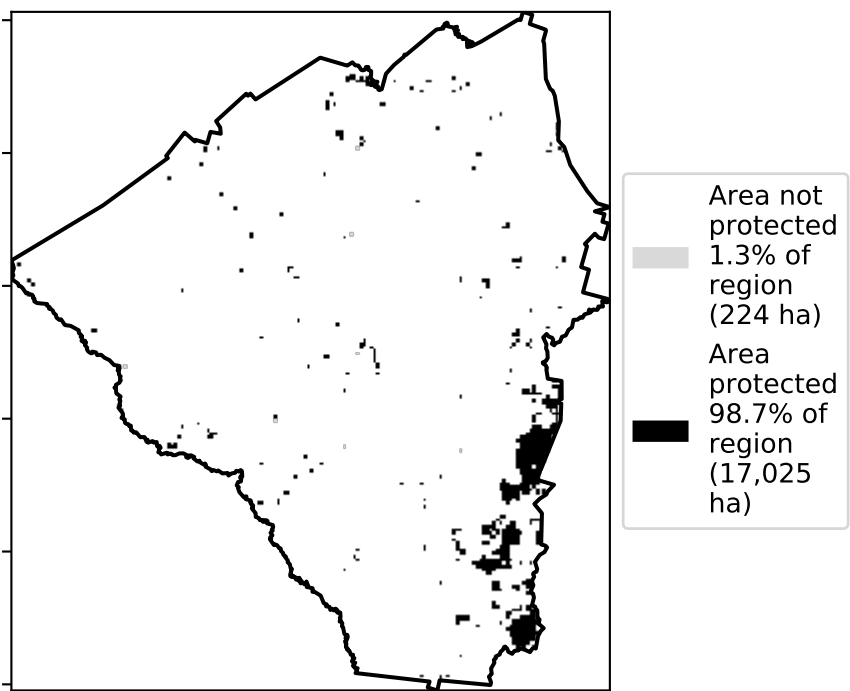 Area not
protected
1.3% of
region
(224 ha)
Area
protected
98.7% of
region
(17,025
ha)